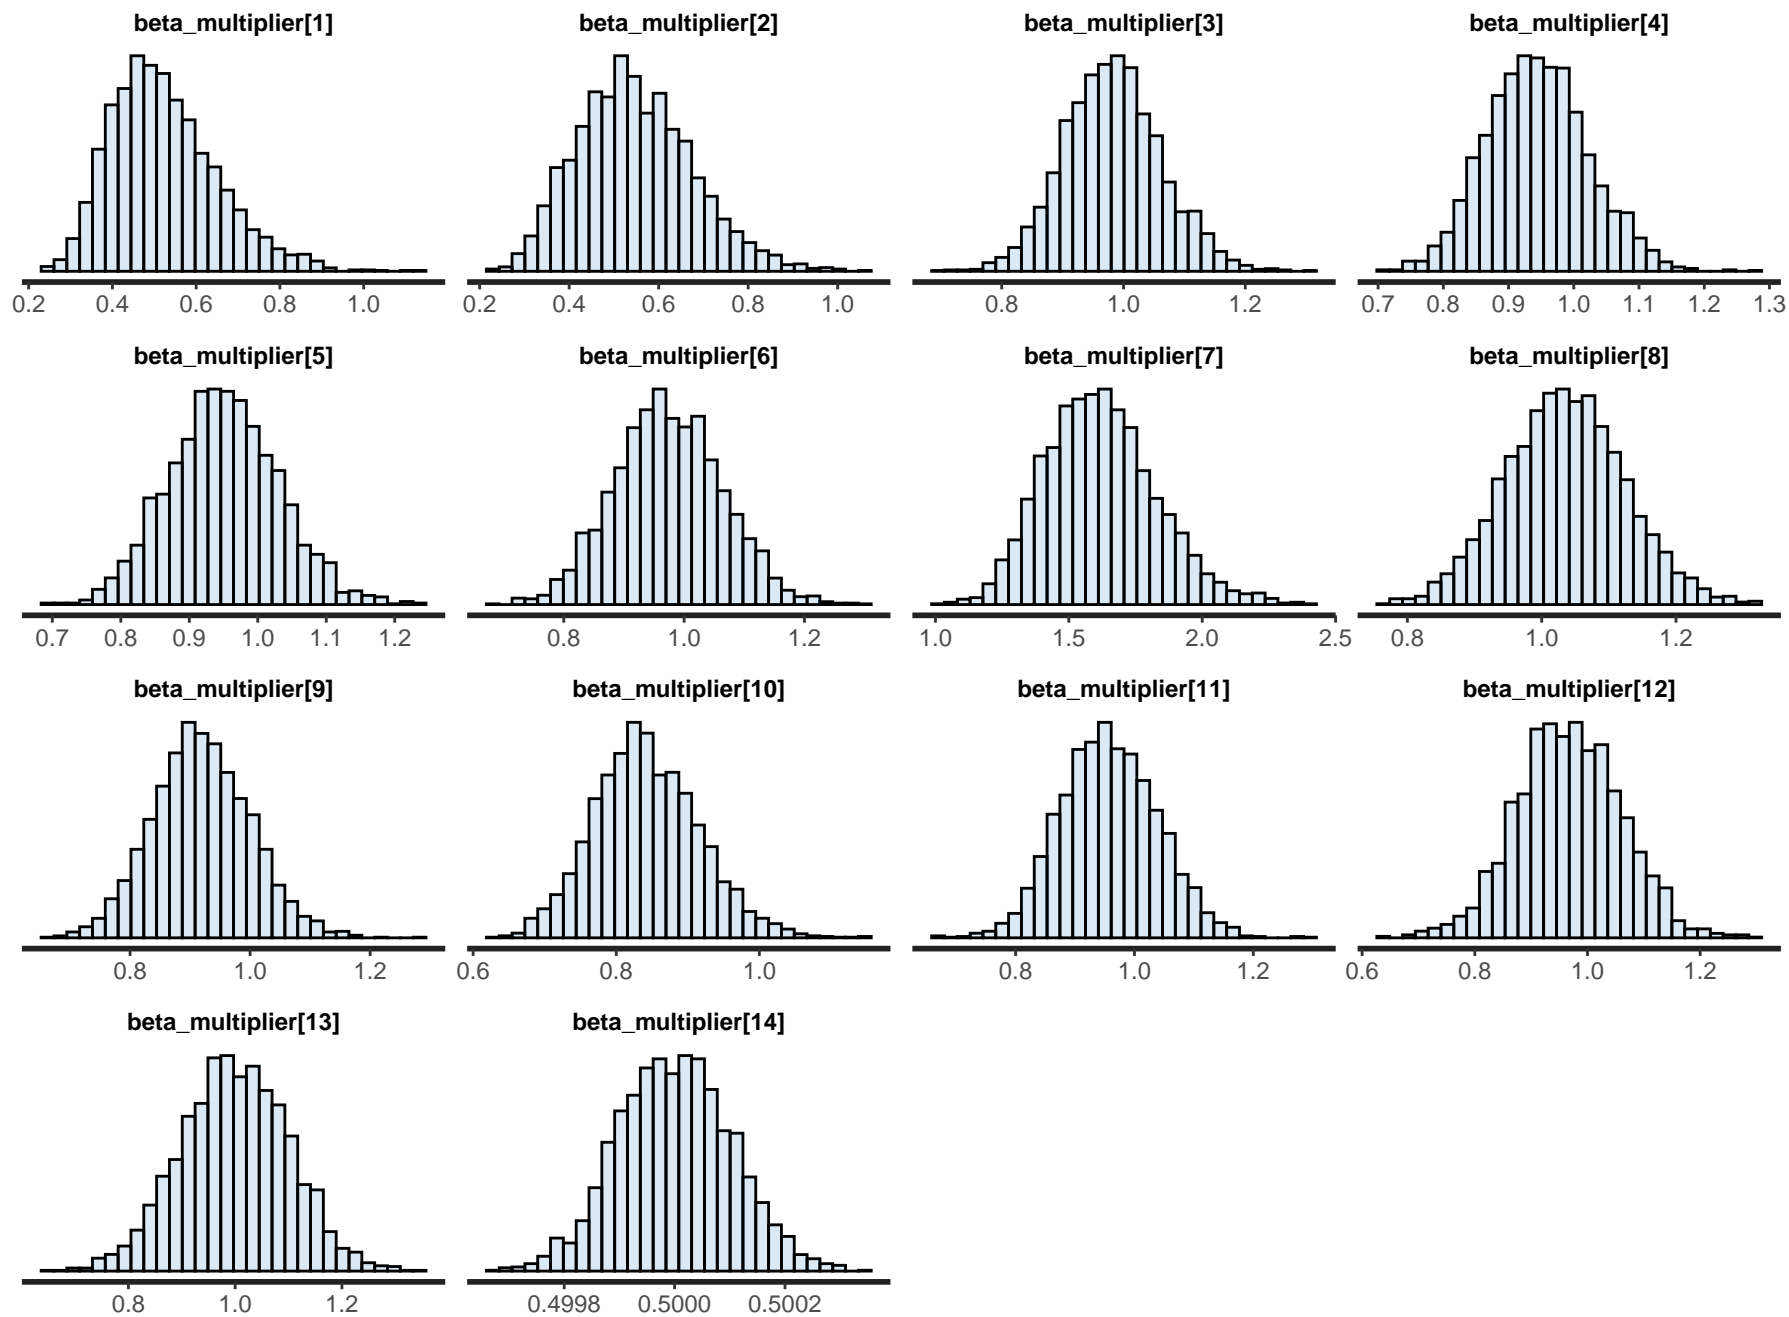 beta_multiplier[1] beta_multiplier[2] beta_multiplier[3] beta_multiplier[4]
0.2 0.4 0.6 0.8 1.0 0.2 0.4 0.6 0.8 1.0 0.8 1.0 1.2 0.7 0.8 0.9 1.0 1.1 1.2 1.3
beta_multiplier[5] beta_multiplier[6] beta_multiplier[7] beta_multiplier[8]
0.7 0.8 0.9 1.0 1.1 1.2 0.8 1.0 1.2 1.0 1.5 2.0 2.5 0.8 1.0 1.2
beta_multiplier[9] beta_multiplier[10] beta_multiplier[11] beta_multiplier[12]
0.8 1.0 1.2 0.6 0.8 1.0 0.8 1.0 1.2 0.6 0.8 1.0 1.2
beta_multiplier[13] beta_multiplier[14]
0.8 1.0 1.2 0.4998 0.5000 0.5002